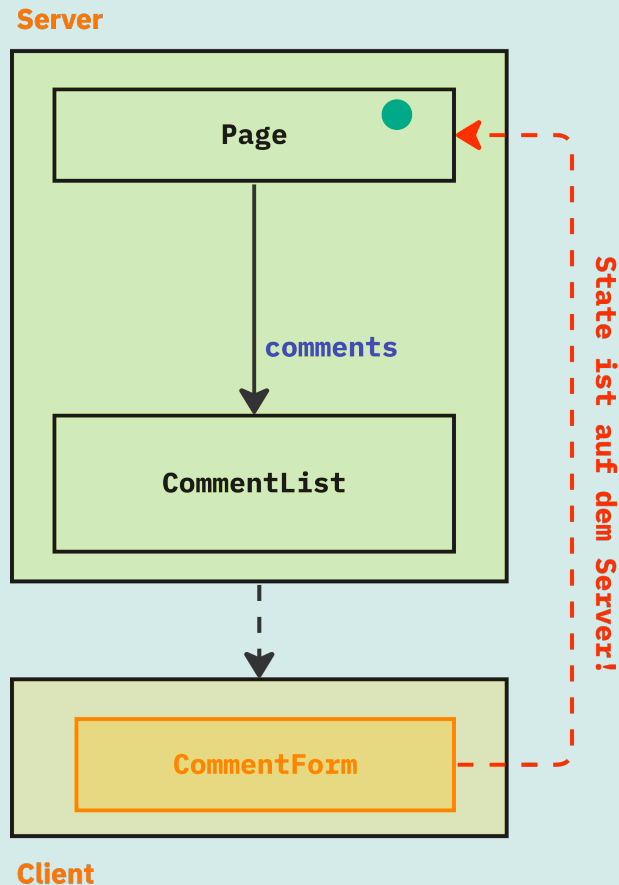 Server
Page
comments
CommentList
State ist auf dem Server!
CommentForm
Client